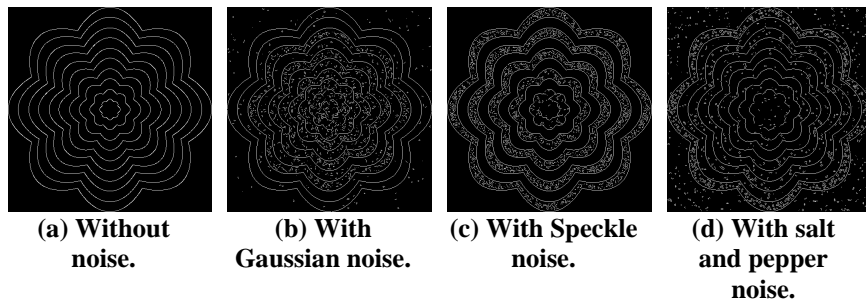 (a) Without
noise.
(b) With
Gaussian noise.
(c) With Speckle
noise.
(d) With salt
and pepper
noise.